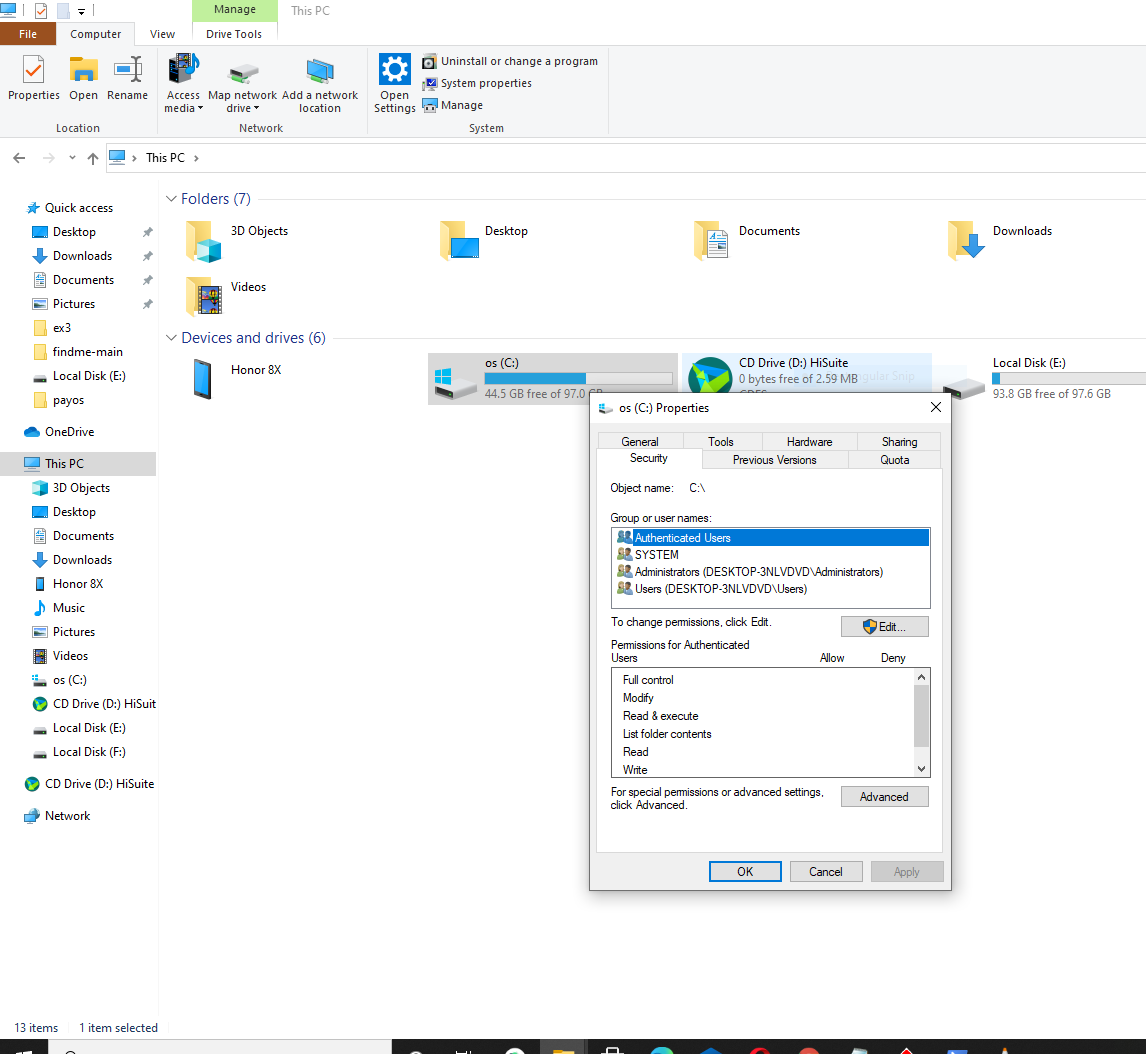 Manage
This PC
File
Computer
View
Drive Tools
Properties
Open
Rename
Access media
Map network drive
Add a network location
Open Settings
Uninstall or change a program
System properties
Manage
Location
Network
System
This PC
Quick access
Desktop
Downloads
Documents
Pictures
ex3
findme-main
Local Disk (E:)
payos
OneDrive
This PC
3D Objects
Desktop
Documents
Downloads
Honor 8X
Music
Pictures
Videos
os (C:)
CD Drive (D:) HiSuit
Local Disk (E:)
Local Disk (F:)
CD Drive (D:) HiSuite
Network
Folders (7)
3D Objects
Desktop
Documents
Downloads
Videos
Devices and drives (6)
Honor 8X
os (C:)
44.5 GB free of 97.0 GB
CD Drive (D:) HiSuite
0 bytes free of 2.59 MB
CDFS
Local Disk (E:)
93.8 GB free of 97.6 GB
os (C:) Properties
General
Tools
Hardware
Sharing
Security
Previous Versions
Quota
Object name: C:\
Group or user names:
Authenticated Users
SYSTEM
Administrators (DESKTOP-3NLVDVD\Administrators)
Users (DESKTOP-3NLVDVD\Users)
To change permissions, click Edit.
Edit...
Permissions for Authenticated
Users
Allow
Deny
Full control
Modify
Read & execute
List folder contents
Read
Write
For special permissions or advanced settings,
click Advanced.
Advanced
OK
Cancel
Apply
13 items
1 item selected